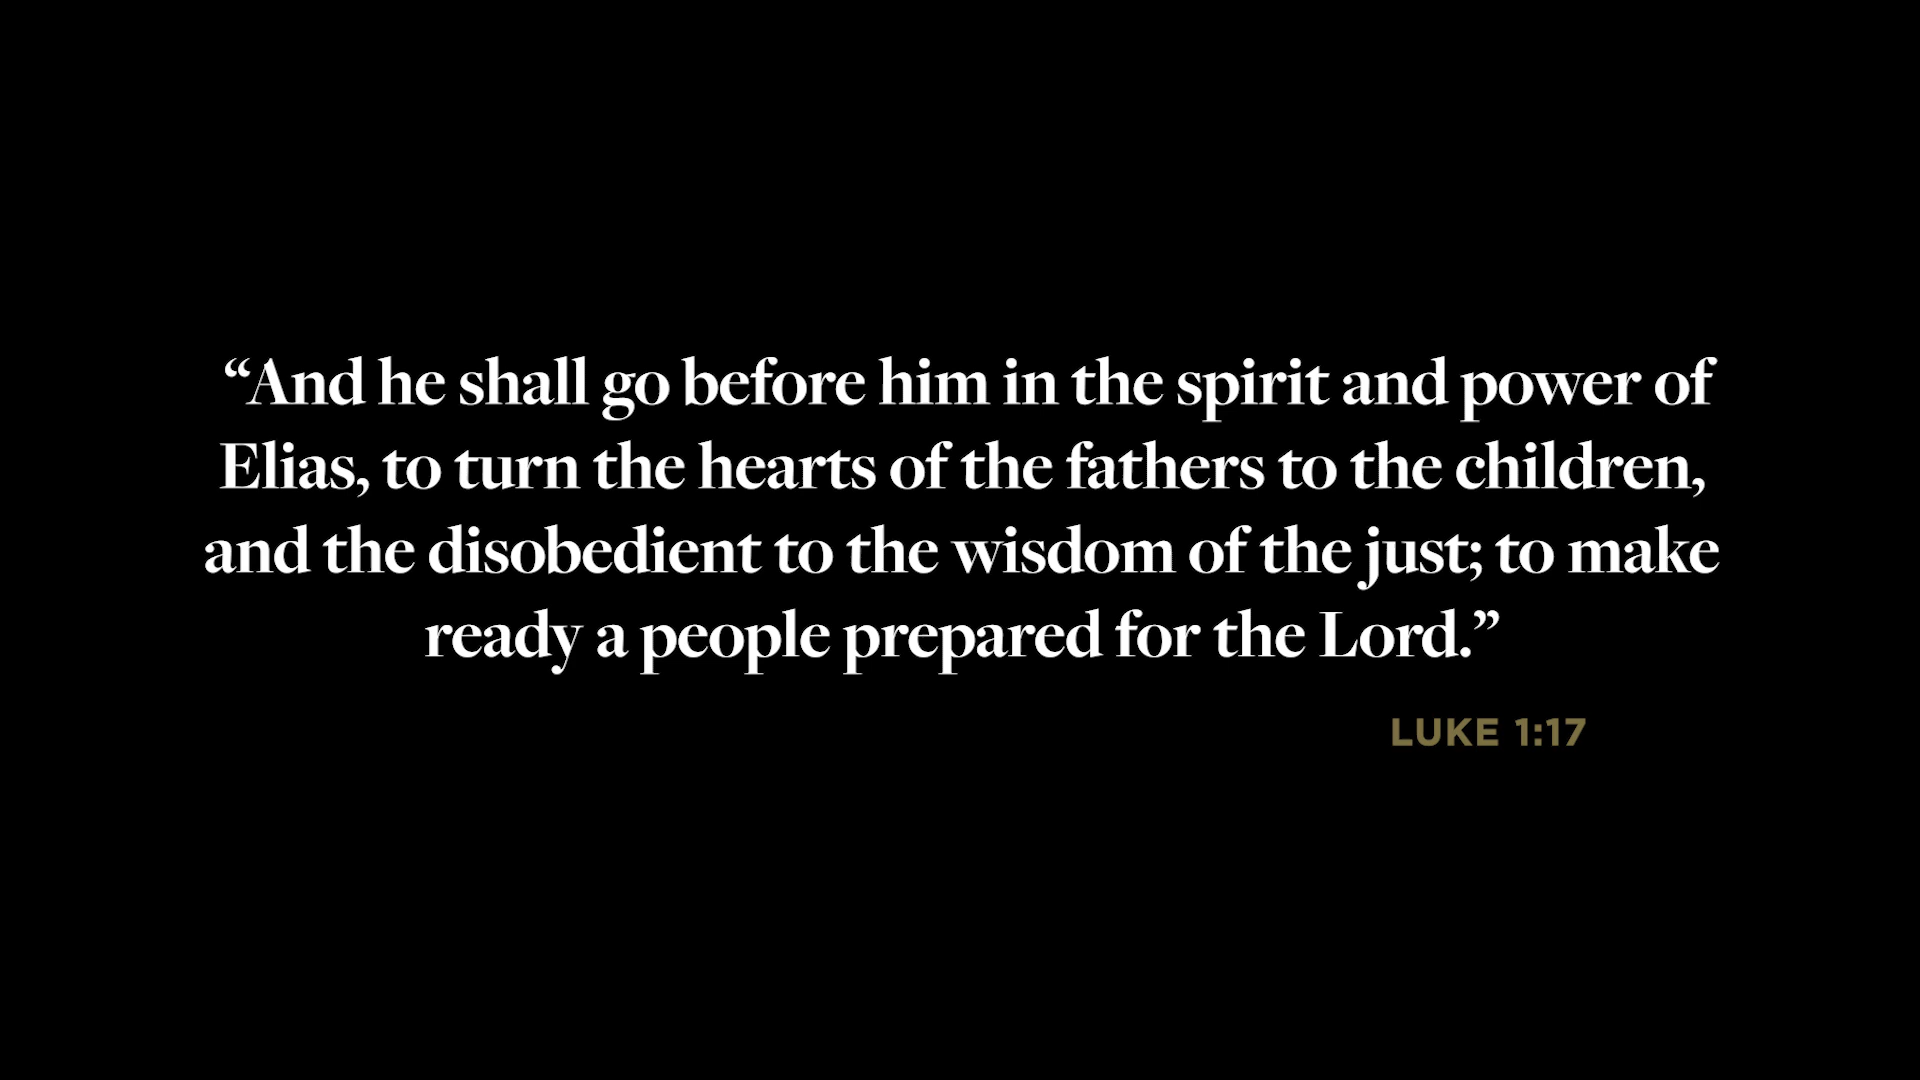 “And he shall go before him in the spirit and power of
Elias, to turn the hearts of the fathers to the children,
and the disobedient to the wisdom of the just; to make
ready a people prepared for the Lord.”
LUKE 1:17